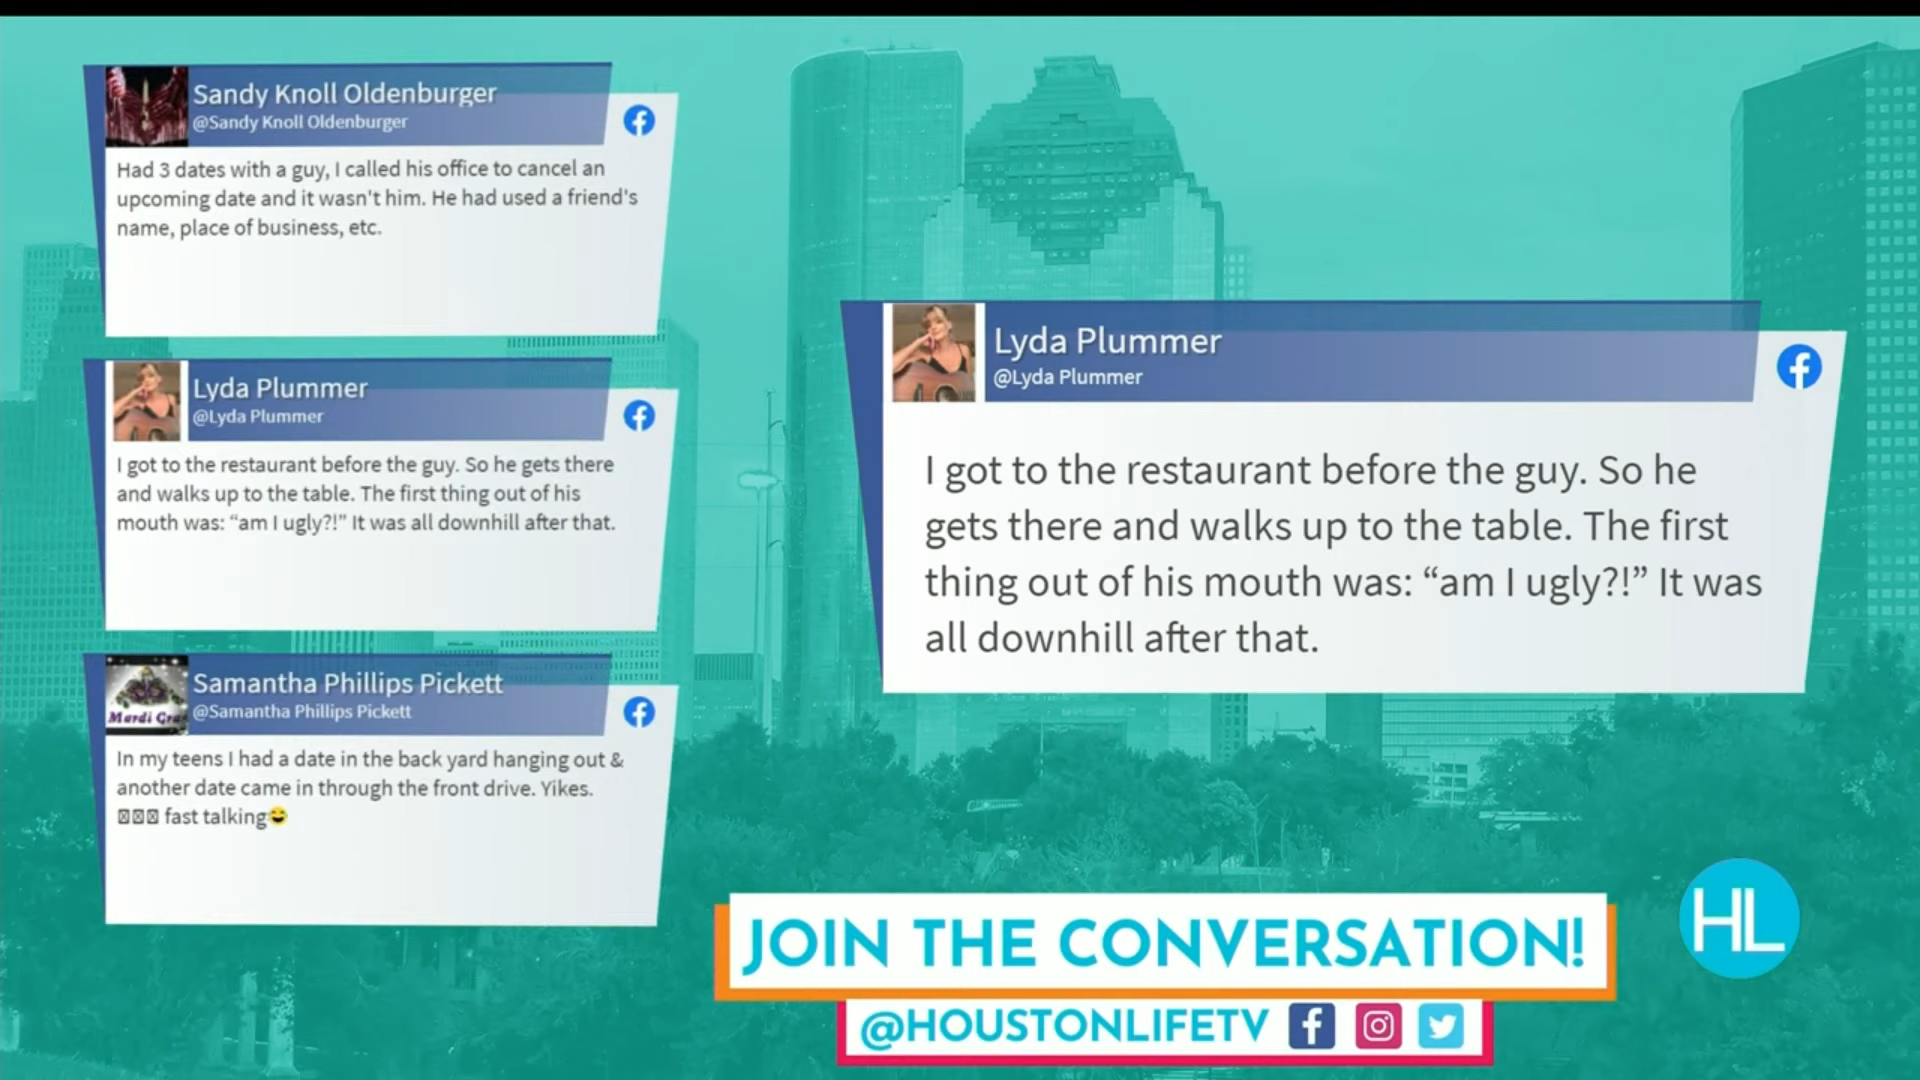 Sandy Knoll Oldenburger
@Sandy Knoll Oldenburger
Had 3 dates with a guy, I called his office to cancel an
upcoming date and it wasn't him. He had used a friend's
name, place of business, etc.
Lyda Plummer
@Lyda Plummer
I got to the restaurant before the guy. So he gets there
and walks up to the table. The first thing out of his
mouth was: “am I ugly?!” It was all downhill after that.
Mardi Gras
Samantha Phillips Pickett
@Samantha Phillips Pickett
In my teens I had a date in the back yard hanging out &
another date came in through the front drive. Yikes.
fast talking😂
Lyda Plummer
@Lyda Plummer
I got to the restaurant before the guy. So he
gets there and walks up to the table. The first
thing out of his mouth was: “am I ugly?!” It was
all downhill after that.
JOIN THE CONVERSATION!
@HOUSTONLIFETV
HL